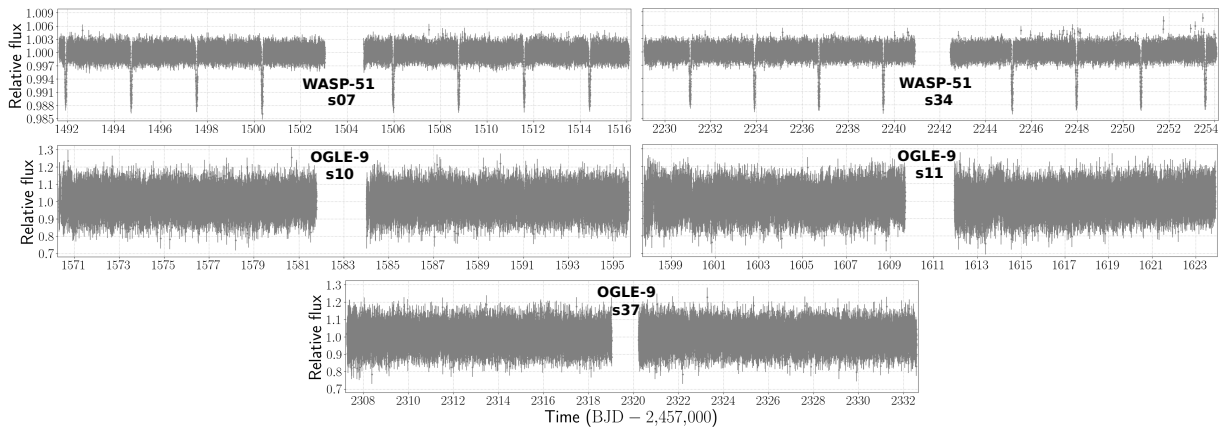 Relative flux
1.009
1.006
1.003
1.000
0.997
0.994
0.991
0.988
0.985
WASP-51
s07
1492 1494 1496 1498 1500 1502 1504 1506 1508 1510 1512 1514 1516
WASP-51
s34
2230 2232 2234 2236 2238 2240 2242 2244 2246 2248 2250 2252 2254
Relative flux
1.3
1.2
1.1
1.0
0.9
0.8
0.7
OGLE-9
s10
1571 1573 1575 1577 1579 1581 1583 1585 1587 1589 1591 1593 1595
OGLE-9
s11
1599 1601 1603 1605 1607 1609 1611 1613 1615 1617 1619 1621 1623
Relative flux
1.3
1.2
1.1
1.0
0.9
0.8
0.7
OGLE-9
s37
2308 2310 2312 2314 2316 2318 2320 2322 2324 2326 2328 2330 2332
Time (BJD − 2,457,000)